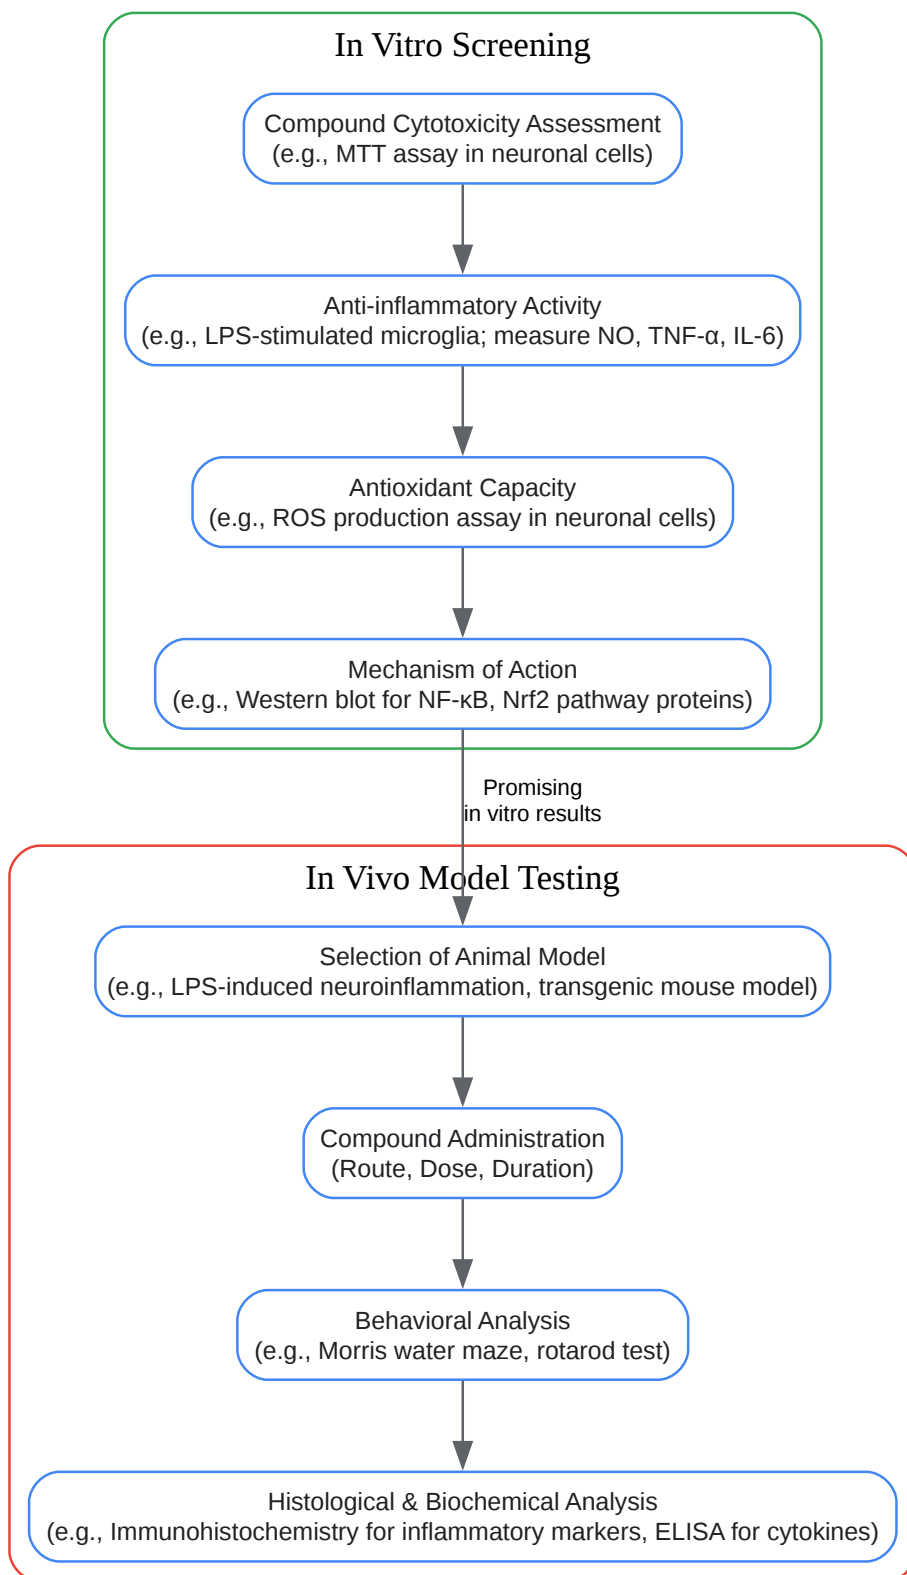 In Vitro Screening
Compound Cytotoxicity Assessment
(e.g., MTT assay in neuronal cells)
Anti-inflammatory Activity
(e.g., LPS-stimulated microglia; measure NO, TNF-α, IL-6)
Antioxidant Capacity
(e.g., ROS production assay in neuronal cells)
Mechanism of Action
(e.g., Western blot for NF-κB, Nrf2 pathway proteins)
Promising
in vitro results
In Vivo Model Testing
Selection of Animal Model
(e.g., LPS-induced neuroinflammation, transgenic mouse model)
Compound Administration
(Route, Dose, Duration)
Behavioral Analysis
(e.g., Morris water maze, rotarod test)
Histological & Biochemical Analysis
(e.g., Immunohistochemistry for inflammatory markers, ELISA for cytokines)